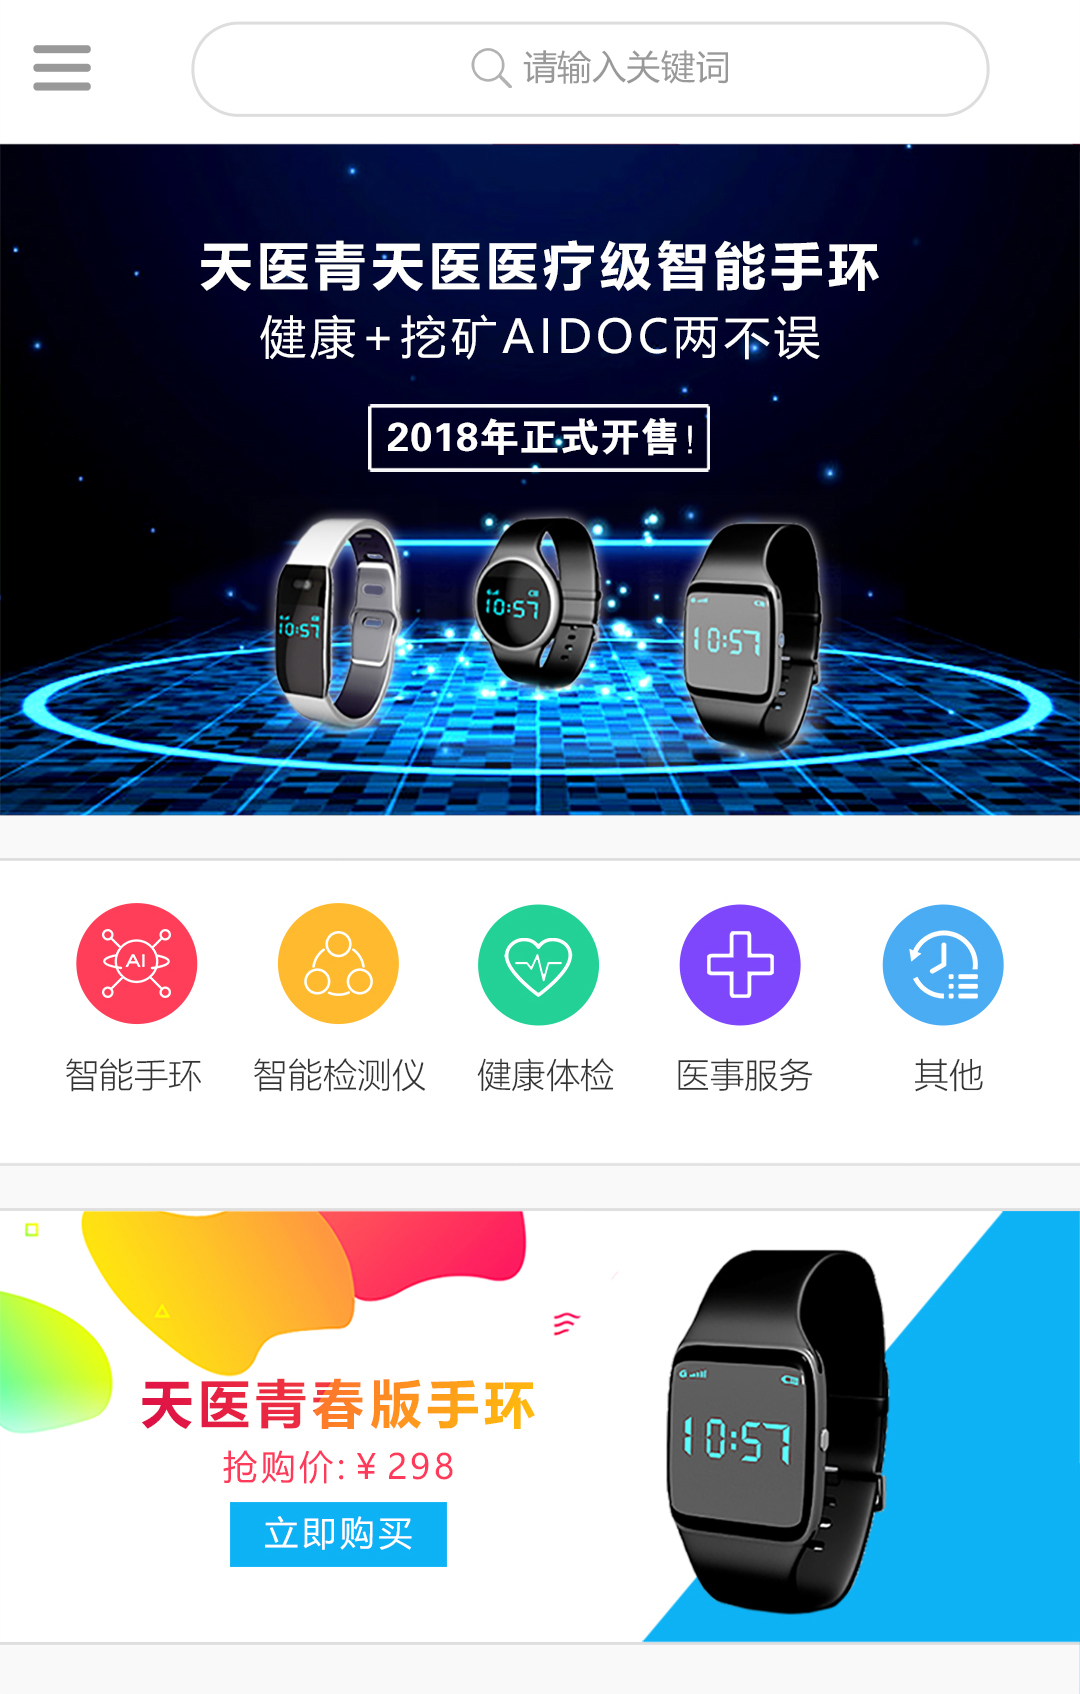 请输入关键词
天医青天医医疗级智能手环
健康+挖矿AIDOC两不误
2018年正式开售!
10:57
10:57
10:57
AI
智能手环
智能检测仪
健康体检
医事服务
其他
天医青春版手环
抢购价:¥298
立即购买
G
10:57